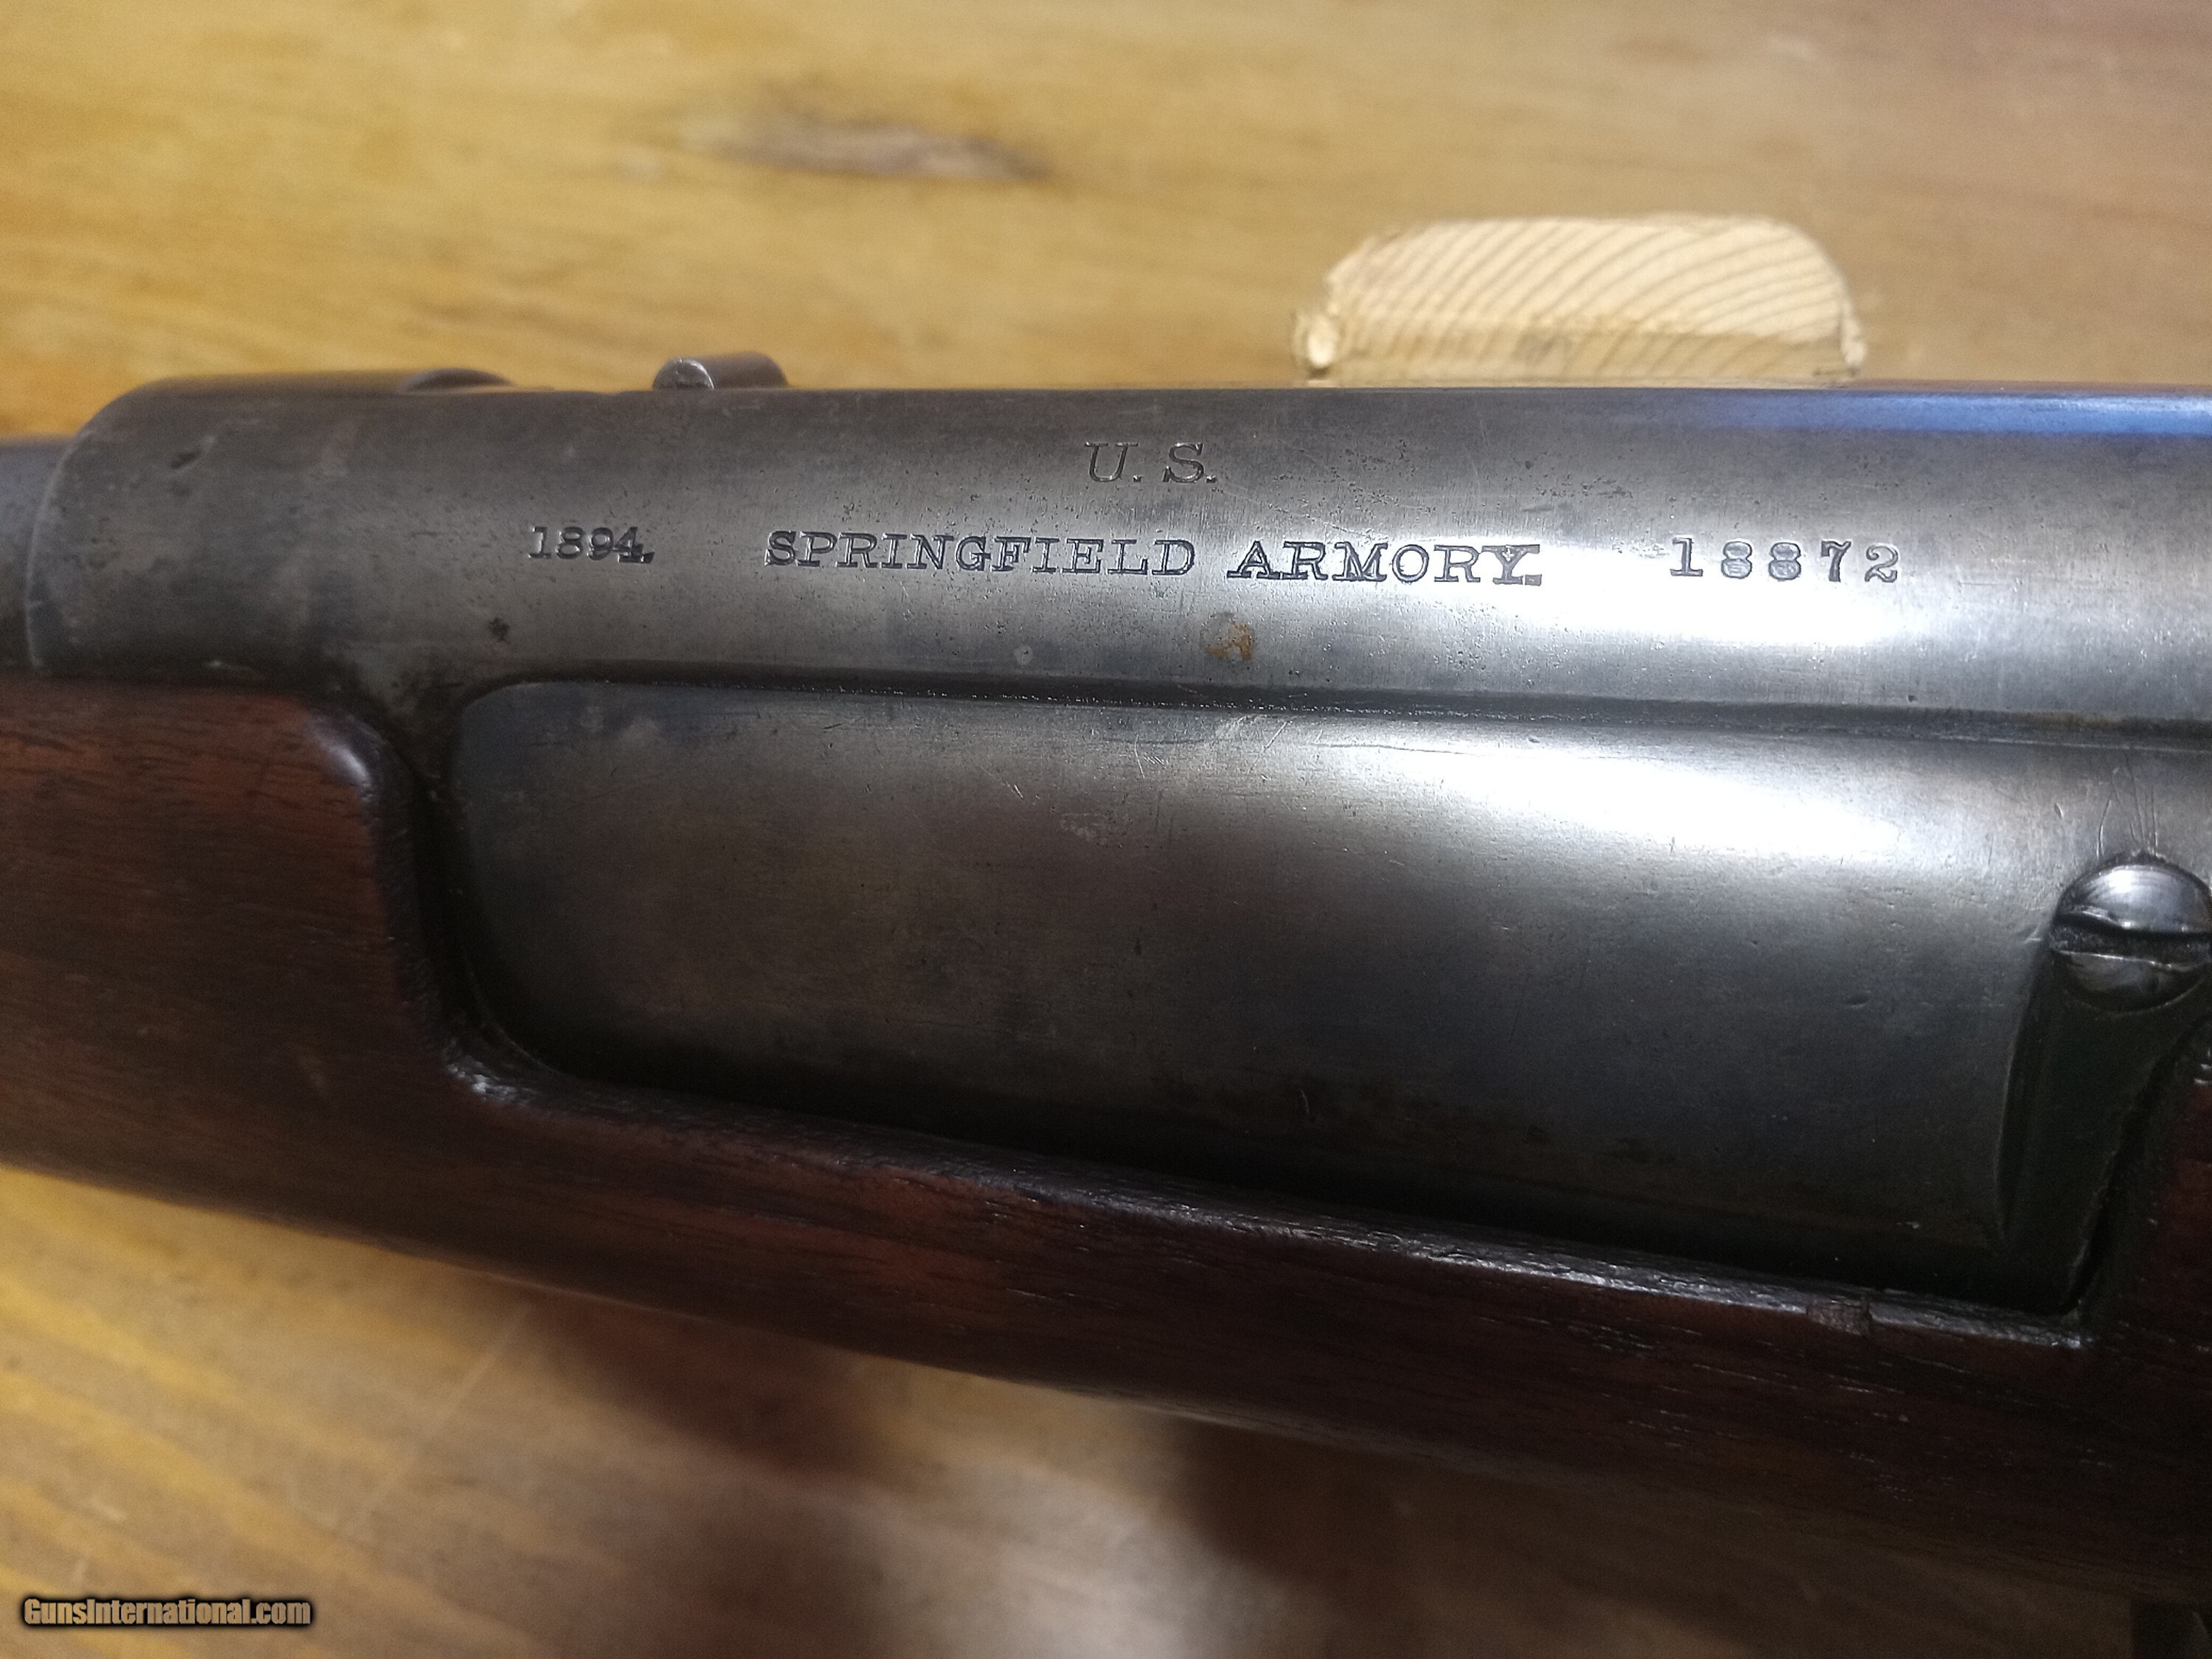 U. S.
1894. SPRINGFIELD ARMORY. 18872
GunsInternational.com